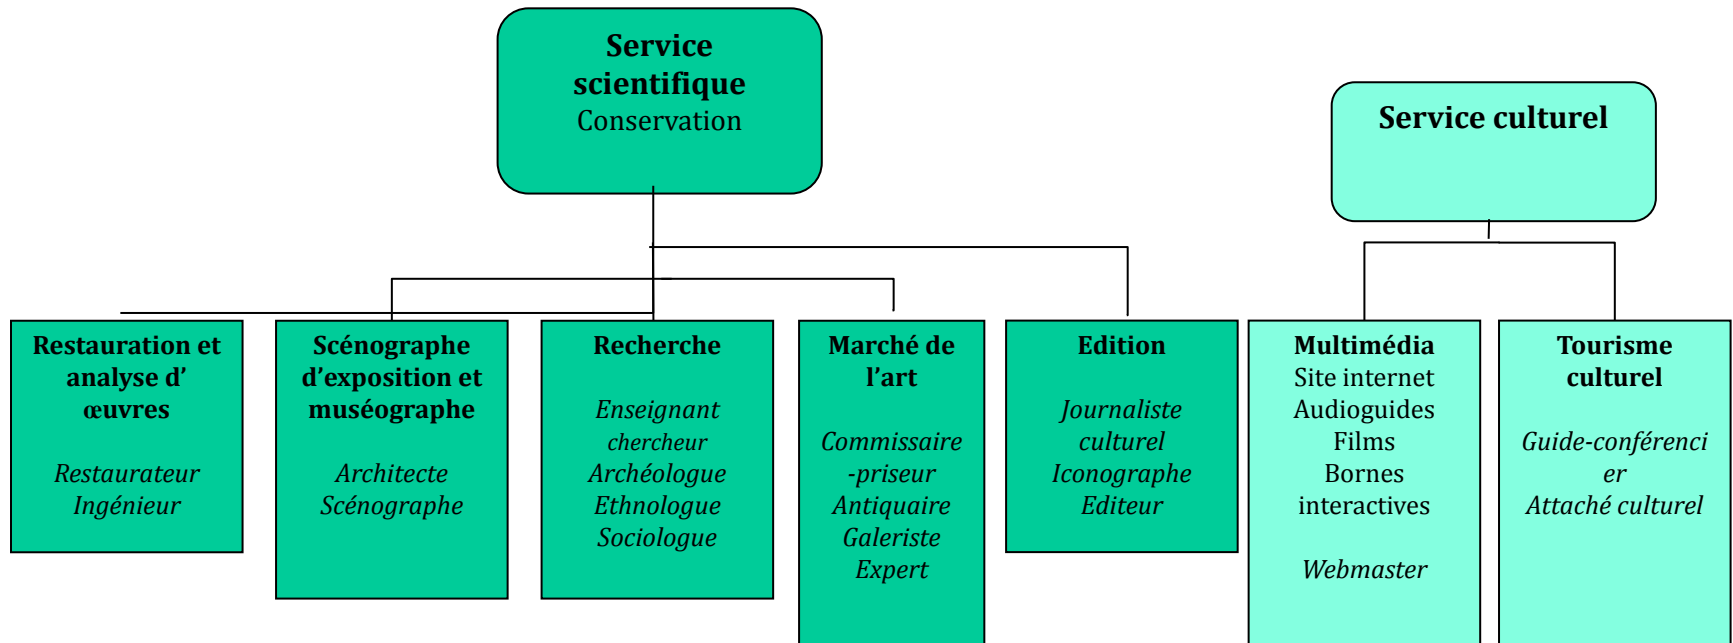 Service
scientifique
Conservation
Service culturel
Restauration et
analyse d’
œuvres
Restaurateur
Ingénieur
Scénographe
d’exposition et
muséographe
Architecte
Scénographe
Recherche
Enseignant
chercheur
Archéologue
Ethnologue
Sociologue
Marché de
l’art
Commissaire
-priseur
Antiquaire
Galeriste
Expert
Edition
Journaliste
culturel
Iconographe
Editeur
Multimédia
Site internet
Audioguides
Films
Bornes
interactives
Webmaster
Tourisme
culturel
Guide-conférenci
er
Attaché culturel